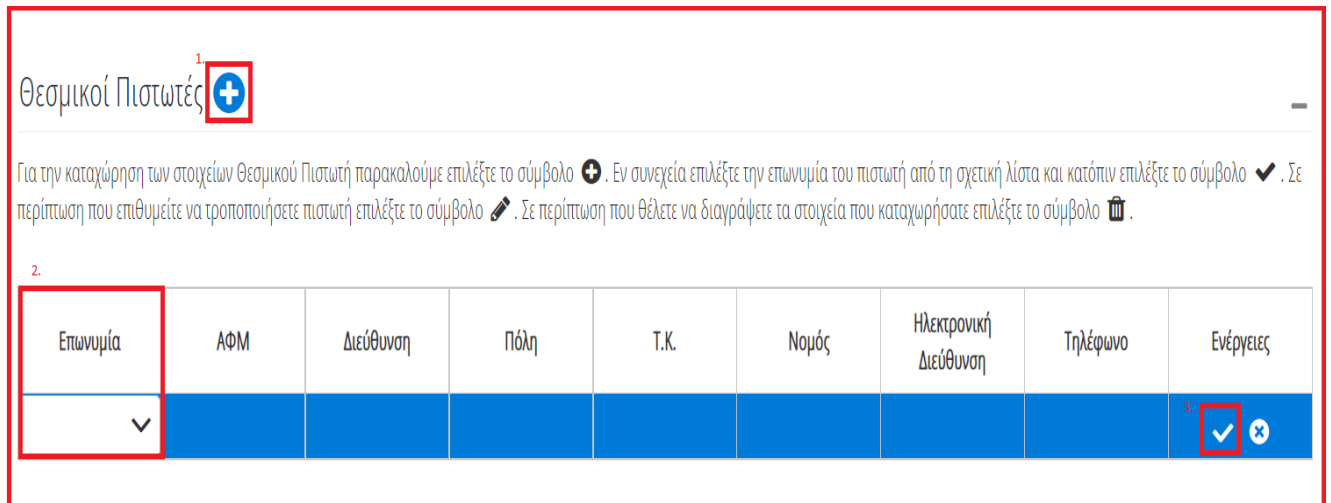 1.
Θεσμικοί Πιστωτές
Για την καταχώρηση των στοιχείων Θεσμικού Πιστωτή παρακαλούμε επιλέξτε το σύμβολο . Εν συνεχεία επιλέξτε την επωνυμία του πιστωτή από τη σχετική λίστα και κατόπιν επιλέξτε το σύμβολο ✔ . Σε
περίπτωση που επιθυμείτε να τροποποιήσετε πιστωτή επιλέξτε το σύμβολο . Σε περίπτωση που θέλετε να διαγράψετε τα στοιχεία που καταχωρήσατε επιλέξτε το σύμβολο .
2.
Επωνυμία ΑΦΜ Διεύθυνση Πόλη Τ.Κ. Νομός Ηλεκτρονική Διεύθυνση Τηλέφωνο Ενέργειες
3.